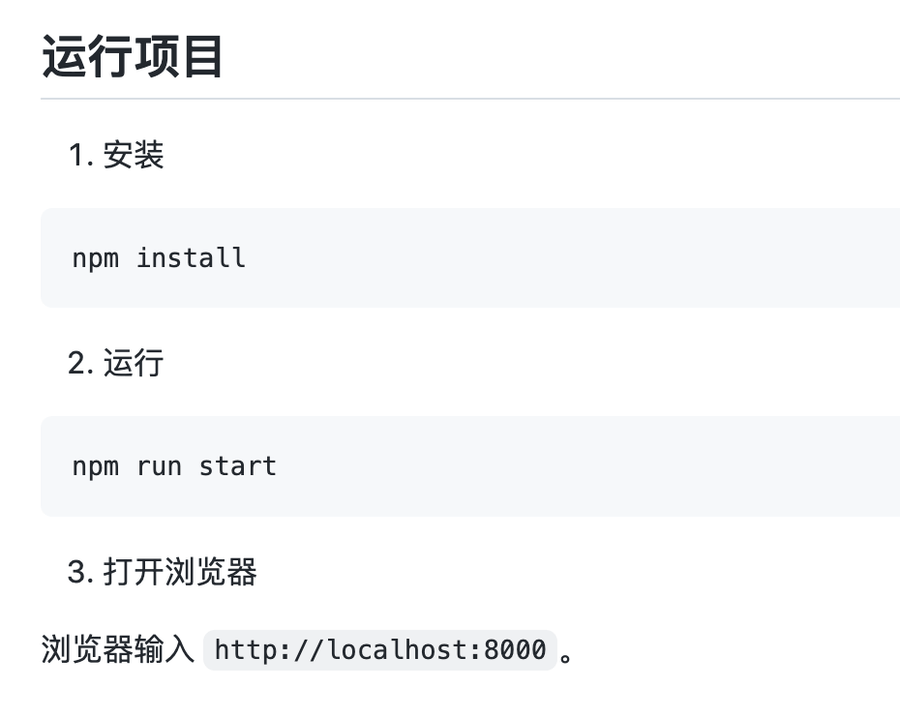 运行项目
1. 安装
npm install
2. 运行
npm run start
3. 打开浏览器
浏览器输入 http://localhost:8000 。